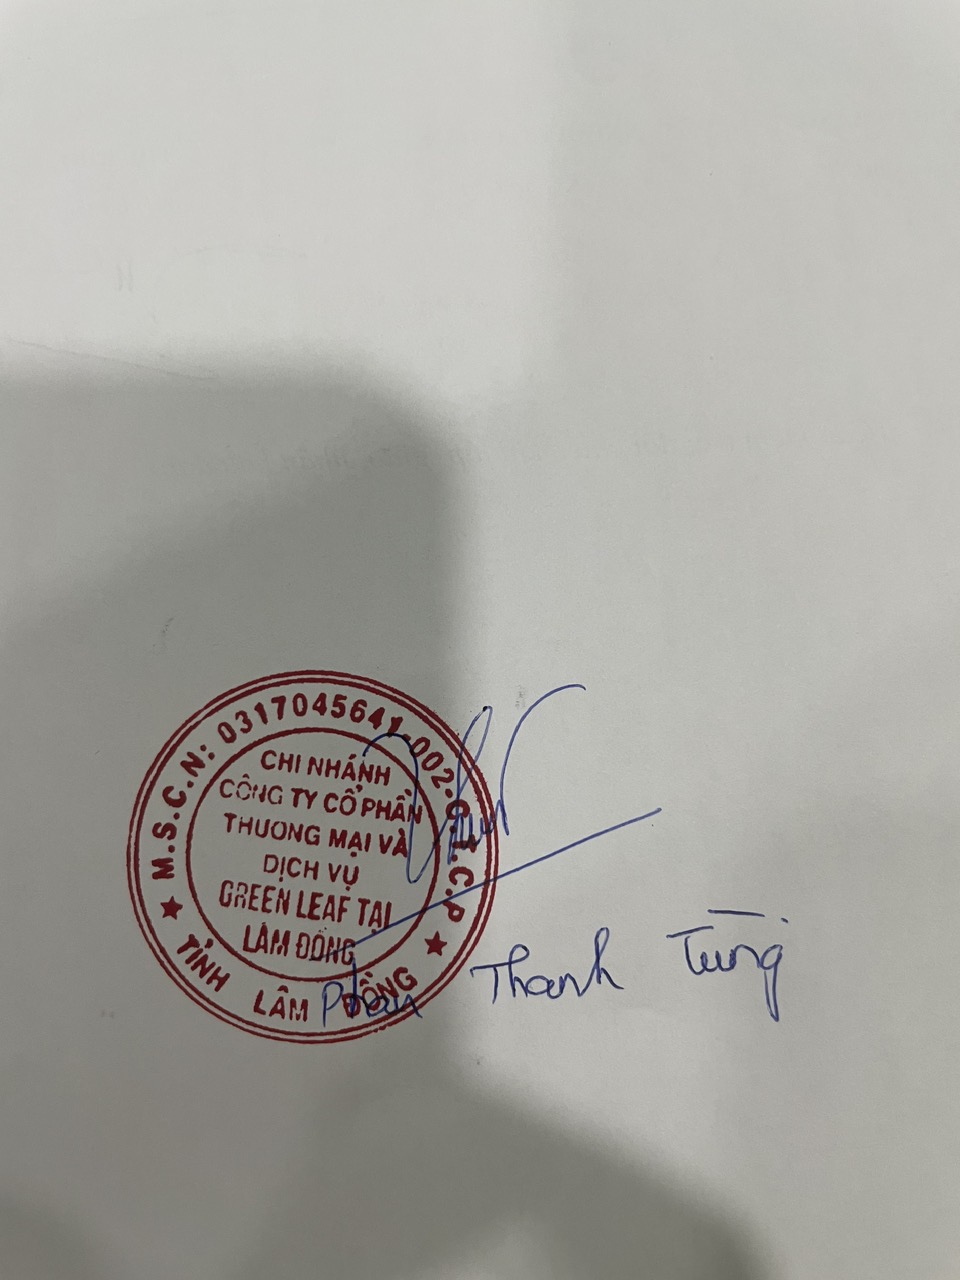 M.S.C.N: 0317045641-002-C.T.C.P
CHI NHÁNH
CÔNG TY CỔ PHẦN
THƯƠNG MẠI VÀ
DỊCH VỤ
GREEN LEAF TẠI
LÂM ĐỒNG
TỈNH LÂM ĐỒNG
Phan Thanh Tùng